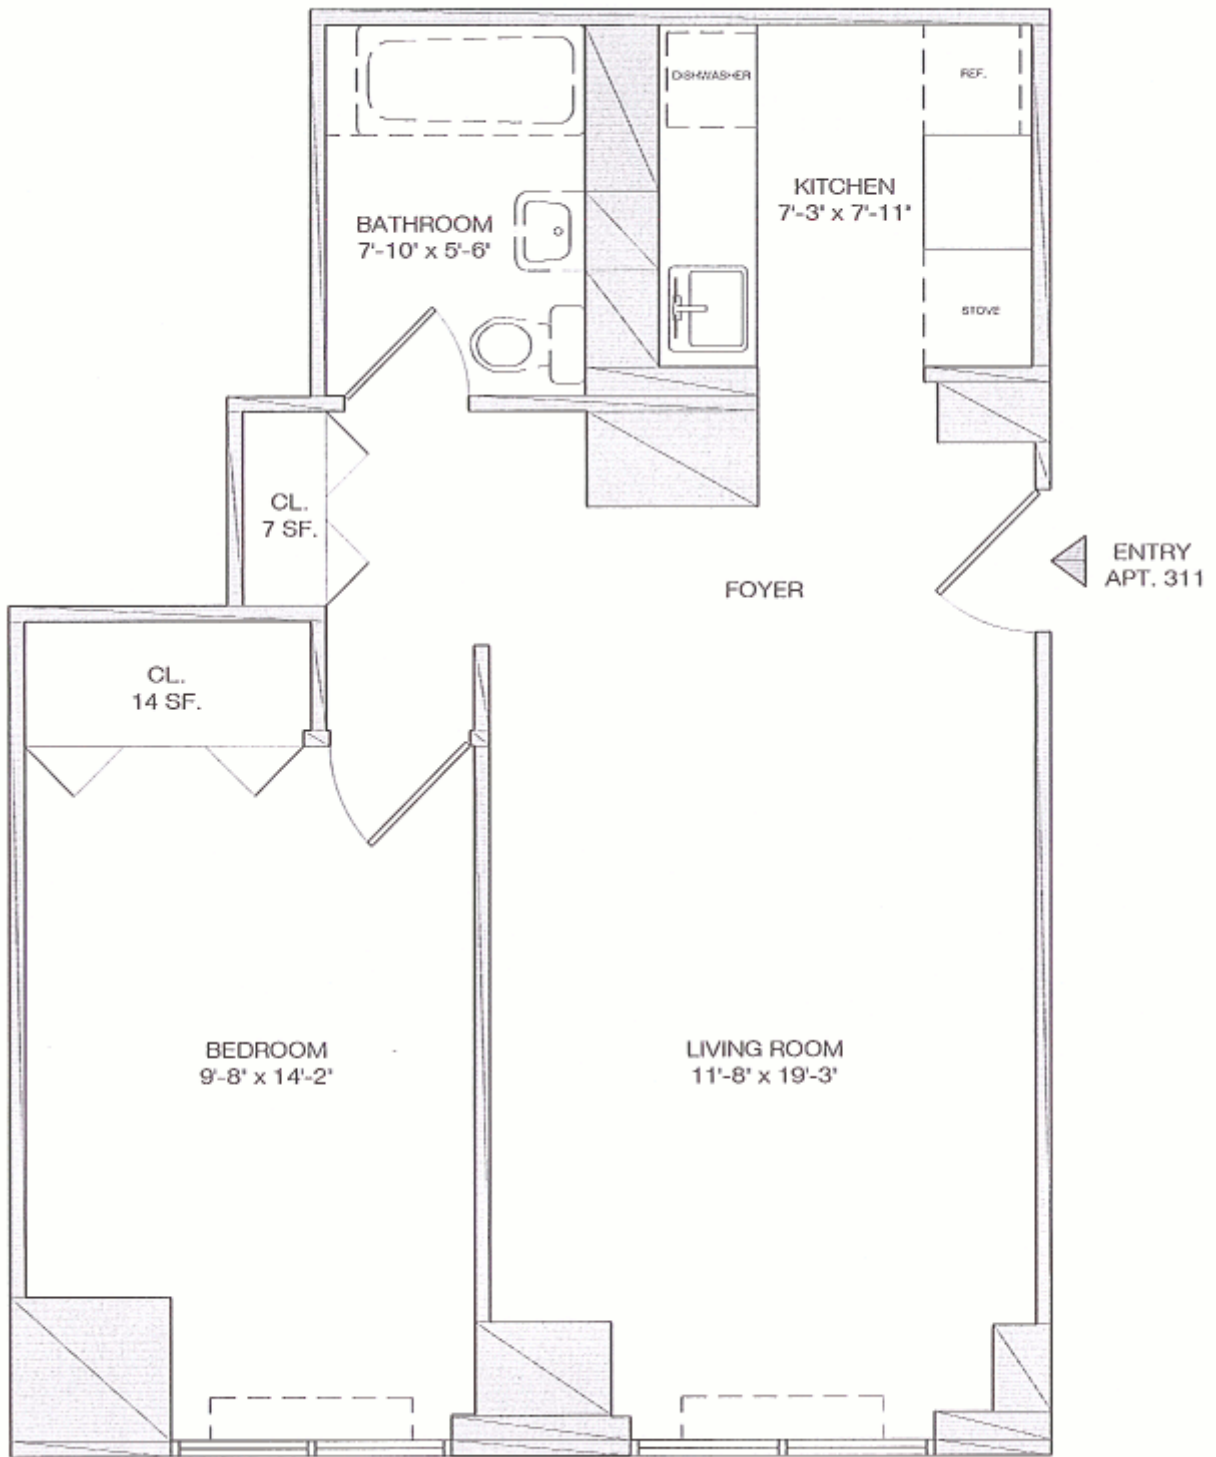 DISHWASHER
REF.
KITCHEN
7'-3" x 7'-11"
BATHROOM
7'-10" x 5'-6"
STOVE
CL.
7 SF.
ENTRY
APT. 311
FOYER
CL.
14 SF.
BEDROOM
9'-8" x 14'-2"
LIVING ROOM
11'-8" x 19'-3"